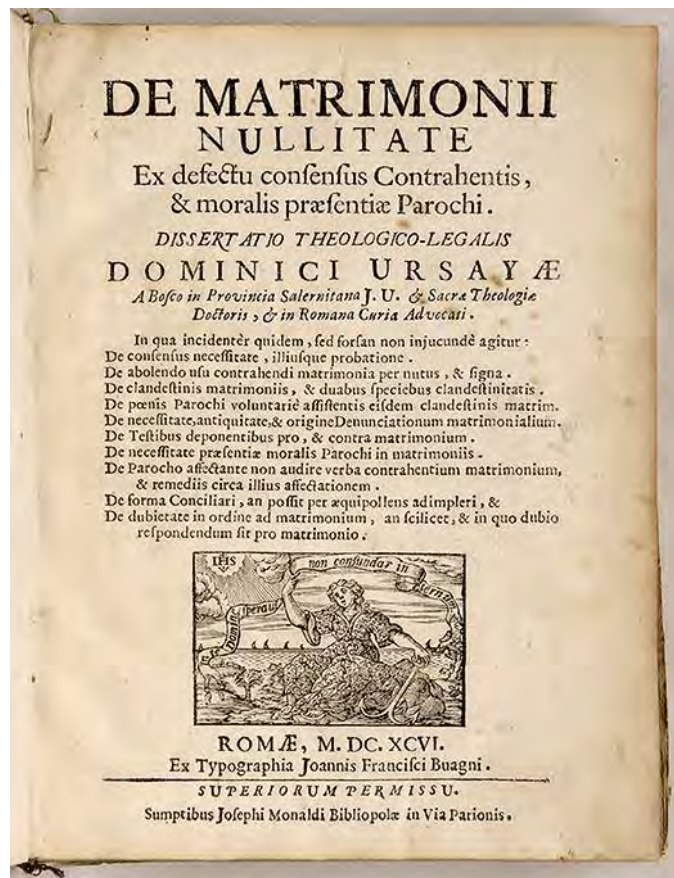 DE MATRIMONII
NULLITATE
Ex defectu conſenſus Contrahentis,
& moralis præſentiæ Parochi.
DISSERTATIO THEOLOGICO-LEGALIS
DOMINICI URSAYÆ
A Boſco in Provincia Salernitana J. U. & Sacræ Theologiæ
Doctoris, & in Romana Curia Advocati.
In qua incidentèr quidem, ſed forſan non injucundè agitur:
De conſenſus neceſſitate, illiuſque probatione.
De abolendo uſu contrahendi matrimonia per nutus, & ſigna.
De clandeſtinis matrimoniis, & duabus ſpeciebus clandeſtinitatis.
De pœnis Parochi voluntariè aſſiſtentis eiſdem clandeſtinis matrim.
De neceſſitate,antiquitate,& origine Denunciationum matrimonialium.
De Teſtibus deponentibus pro, & contra matrimonium.
De neceſſitate præſentiæ moralis Parochi in matrimoniis.
De Parocho affectante non audire verba contrahentium matrimonium,
& remediis circa illius affectationem.
De forma Conciliari, an poſſit per æquipollens adimpleri, &
De dubietate in ordine ad matrimonium, an ſcilicet, & in quo dubio
reſpondendum ſit pro matrimonio.
IHS
non confundar in
Domine ſperavi
ROMÆ, M. DC. XCVI.
Ex Typographia Joannis Franciſci Buagni.
SUPERIORUM PERMISSU.
Sumptibus Joſephi Monaldi Bibliopolæ in Via Parionis.